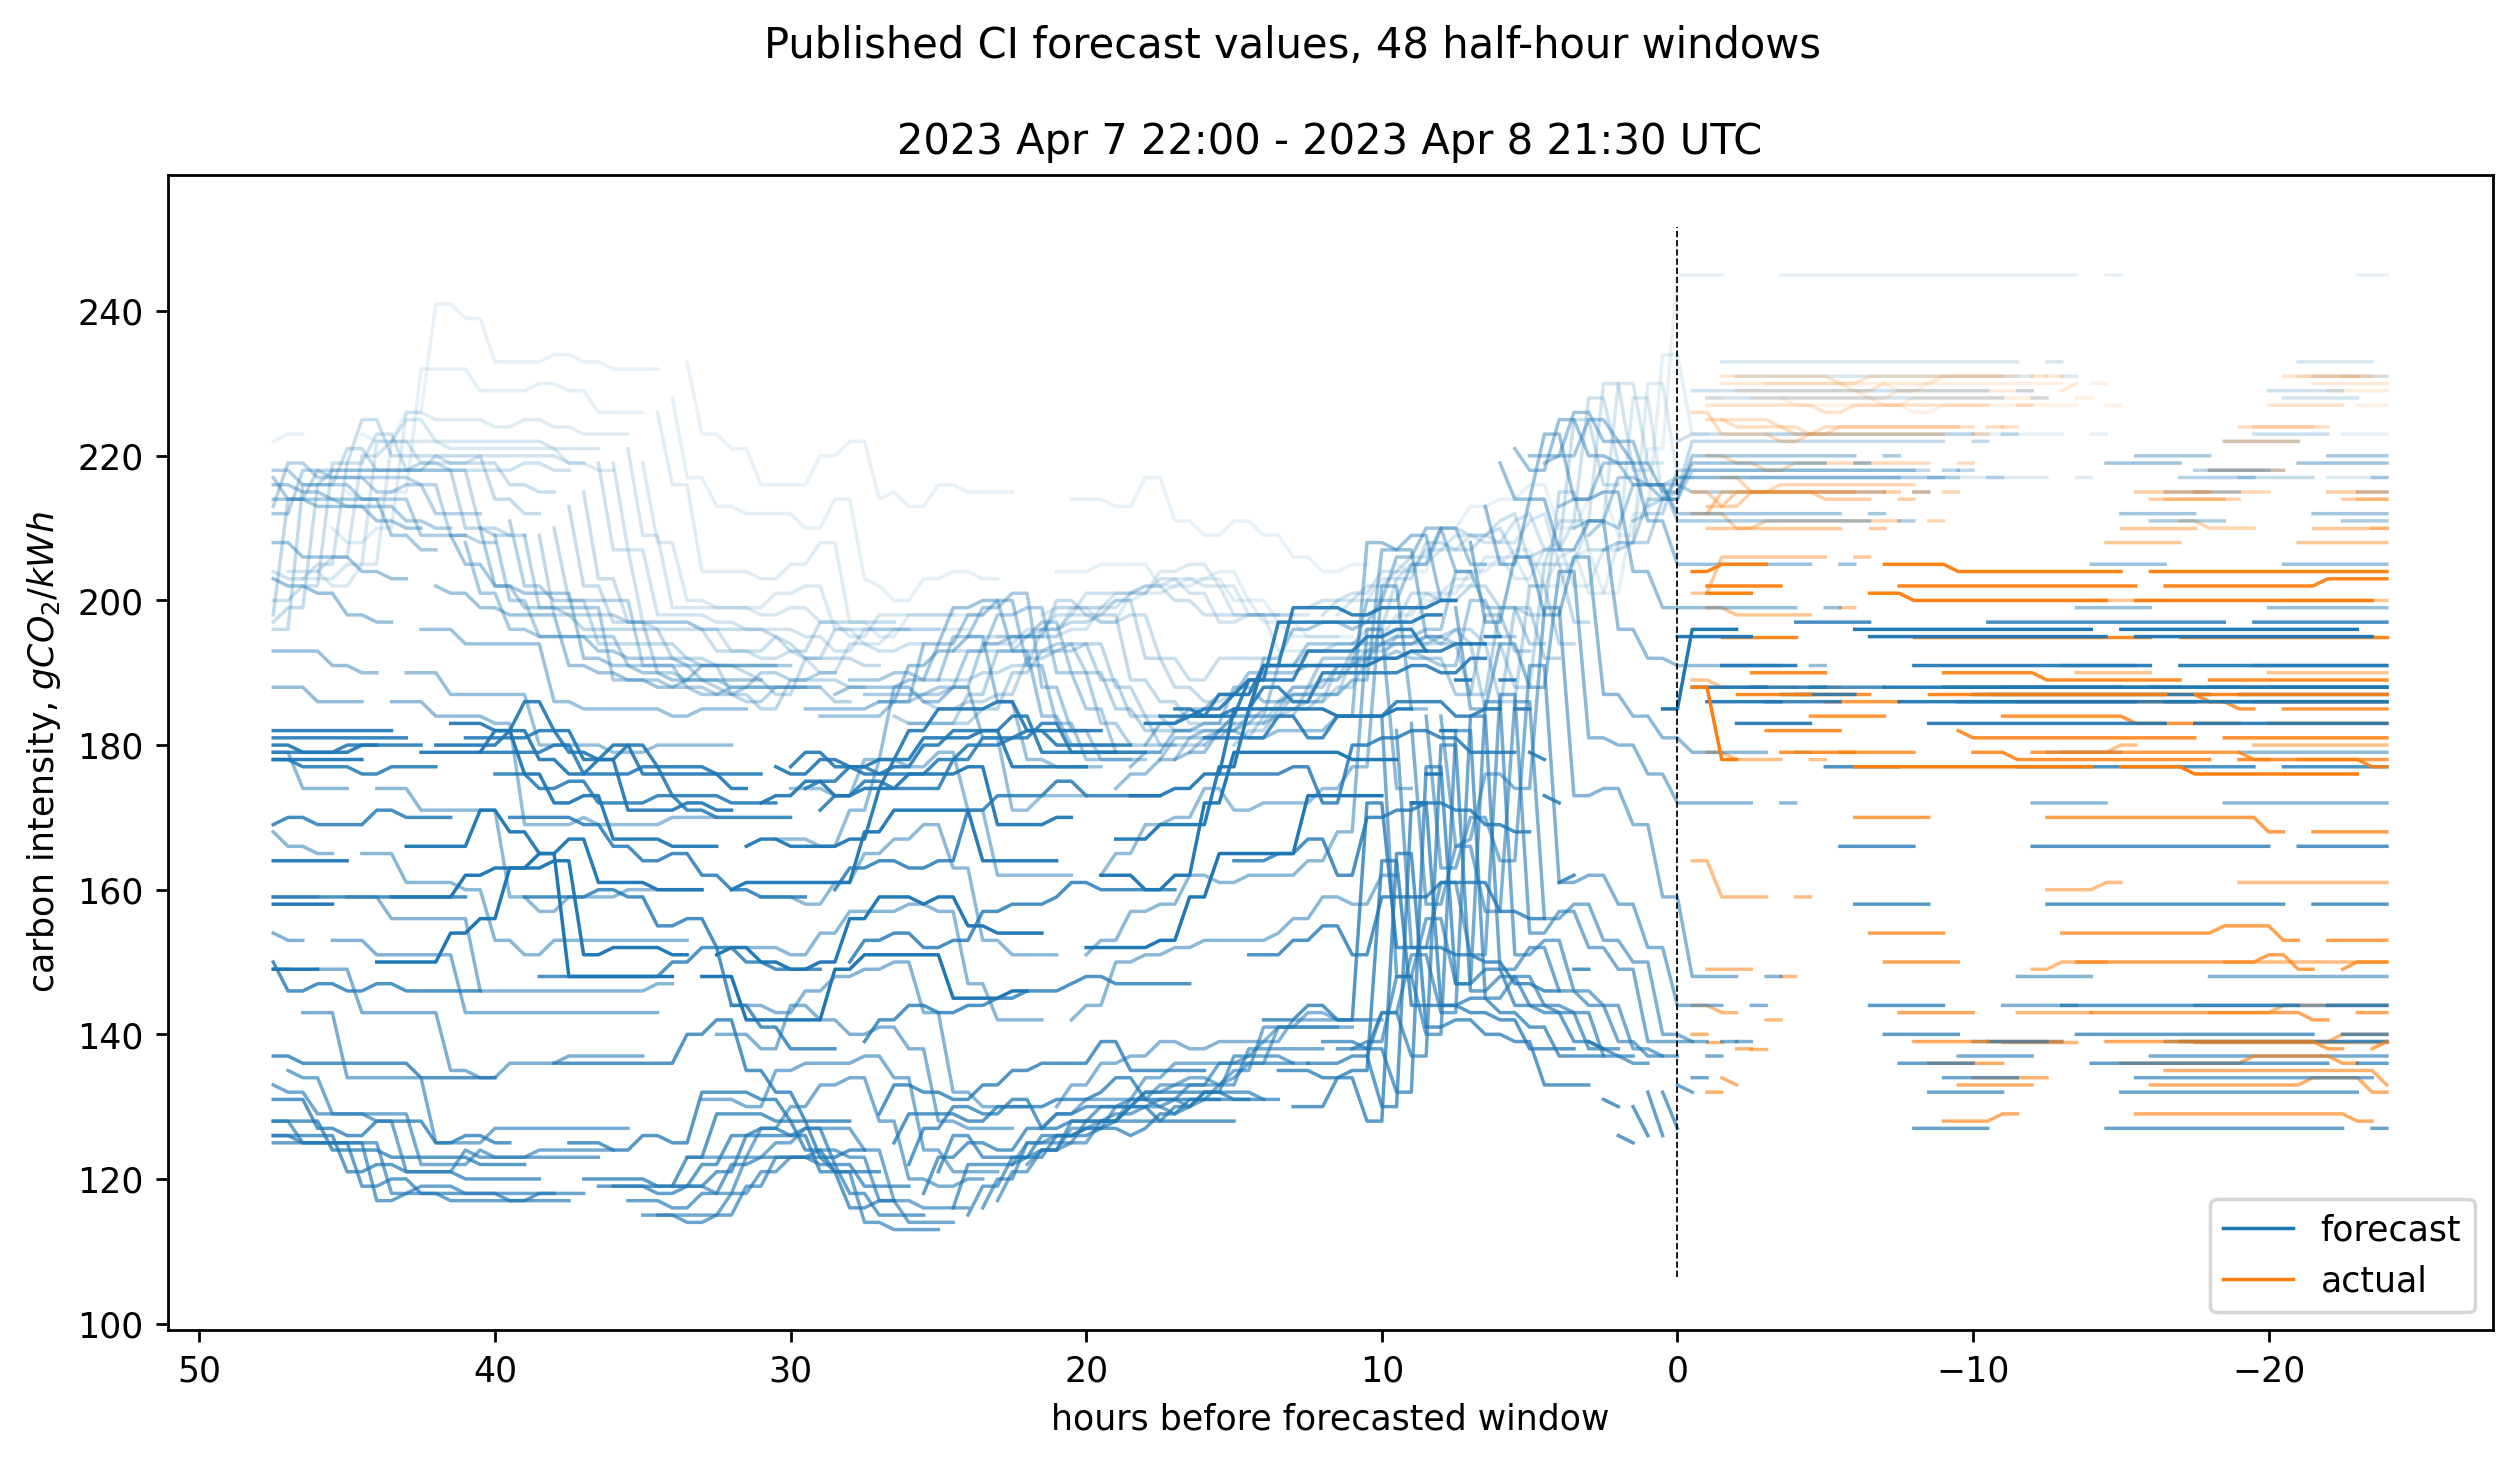 Published CI forecast values, 48 half-hour windows
2023 Apr 7 22:00 - 2023 Apr 8 21:30 UTC
carbon intensity, gCO₂/kWh
240
220
200
180
160
140
120
100
50
40
30
20
10
0
−10
−20
hours before forecasted window
forecast
actual